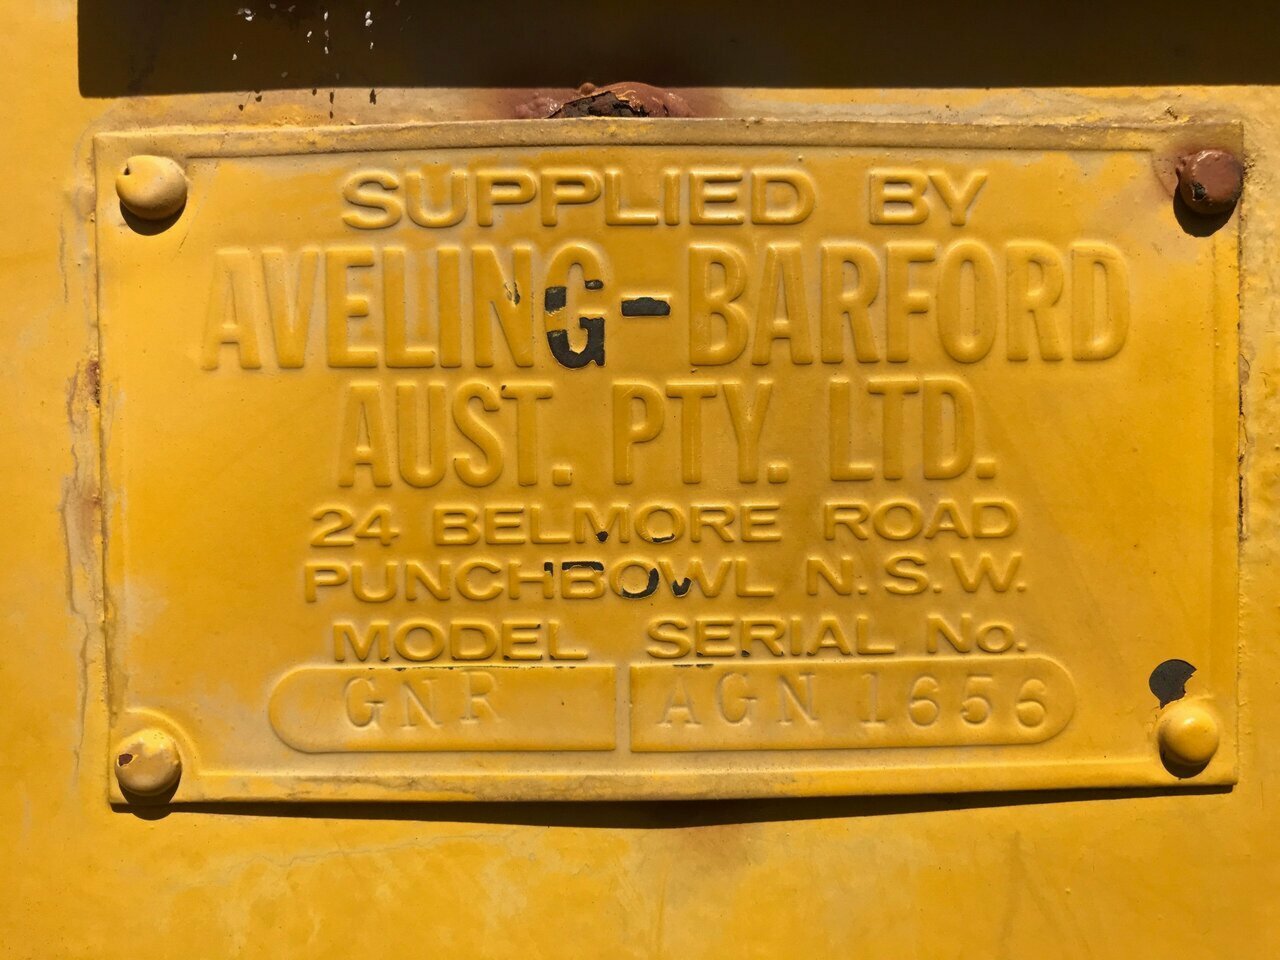 SUPPLIED BY
AVELING-BARFORD
AUST. PTY. LTD.
24 BELMORE ROAD
PUNCHBOWL N.S.W.
MODEL SERIAL No.
GNR AGN 1656